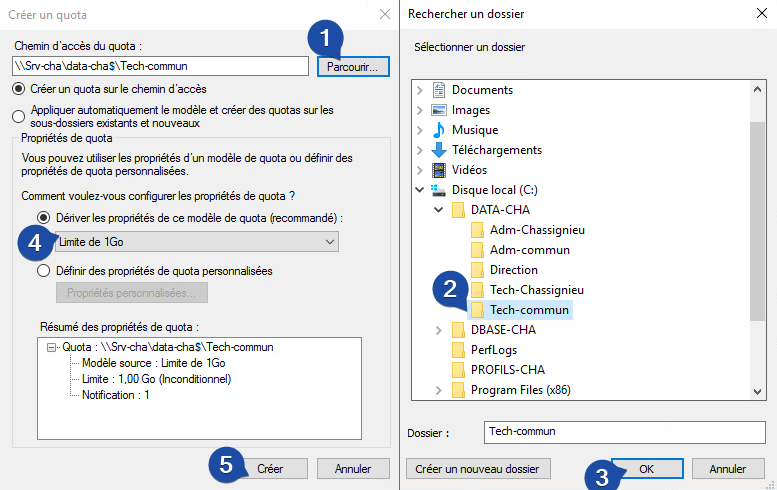 Créer un quota
1
Chemin d'accès du quota :
\\Srv-cha\data-cha$\Tech-commun
Parcourir...
Créer un quota sur le chemin d'accès
Appliquer automatiquement le modèle et créer des quotas sur les
sous-dossiers existants et nouveaux
Propriétés de quota
Vous pouvez utiliser les propriétés d'un modèle de quota ou définir des
propriétés de quota personnalisées.
Comment voulez-vous configurer les propriétés de quota ?
Dériver les propriétés de ce modèle de quota (recommandé) :
4
Limite de 1Go
Définir des propriétés de quota personnalisées
Propriétés personnalisées...
Résumé des propriétés de quota :
Quota : \\Srv-cha\data-cha$\Tech-commun
Modèle source : Limite de 1Go
Limite : 1,00 Go (Inconditionnel)
Notification : 1
5
Créer
Annuler
Rechercher un dossier
Sélectionner un dossier
Documents
Images
Musique
Téléchargements
Vidéos
Disque local (C:)
DATA-CHA
Adm-Chassignieu
Adm-commun
Direction
Tech-Chassignieu
2
Tech-commun
DBASE-CHA
PerfLogs
PROFILS-CHA
Program Files (x86)
Dossier :
Tech-commun
Créer un nouveau dossier
3
OK
Annuler